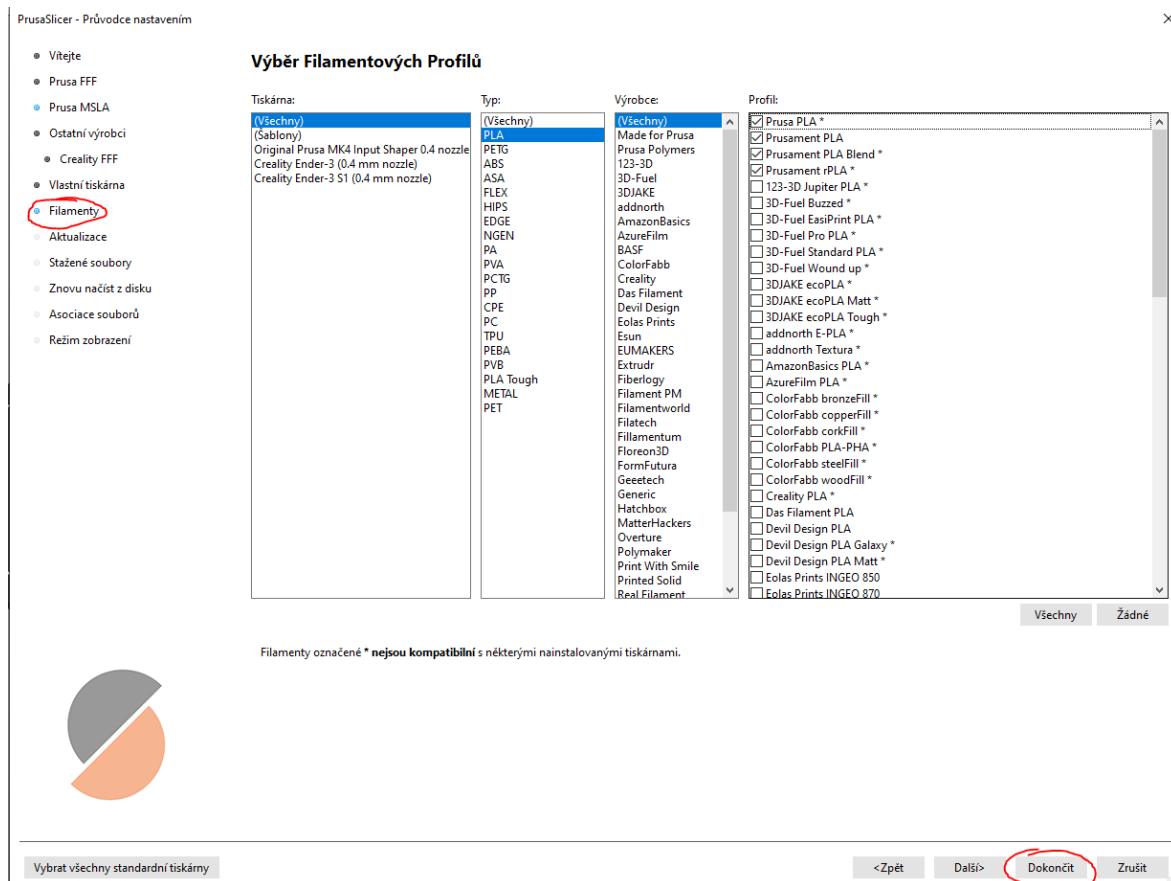 PrusaSlicer - Průvodce nastavením
Vítejte
Prusa FFF
Prusa MSLA
Ostatní výrobci
Creality FFF
Vlastní tiskárna
Filamenty
Aktualizace
Stažené soubory
Znovu načíst z disku
Asociace souborů
Režim zobrazení
Výběr Filamentových Profilů
Tiskárna:
(Všechny)
(Šablony)
Original Prusa MK4 Input Shaper 0.4 nozzle
Creality Ender-3 (0.4 mm nozzle)
Creality Ender-3 S1 (0.4 mm nozzle)
Typ:
(Všechny)
PLA
PETG
ABS
ASA
FLEX
HIPS
EDGE
NGEN
PA
PVA
PCTG
PP
CPE
PC
TPU
PEBA
PVB
PLA Tough
METAL
PET
Výrobce:
(Všechny)
Made for Prusa
Prusa Polymers
123-3D
3D-Fuel
3DJAKE
addnorth
AmazonBasics
AzureFilm
BASF
ColorFabb
Creality
Das Filament
Devil Design
Eolas Prints
Esun
EUMAKERS
Extrudr
Fiberlogy
Filament PM
Filamentworld
Filatech
Fillamentum
Floreon3D
FormFutura
Geeetech
Generic
Hatchbox
MatterHackers
Overture
Polymaker
Print With Smile
Printed Solid
Real Filament
Profil:
Prusa PLA *
Prusament PLA
Prusament PLA Blend *
Prusament rPLA *
123-3D Jupiter PLA *
3D-Fuel Buzzed *
3D-Fuel EasiPrint PLA *
3D-Fuel Pro PLA *
3D-Fuel Standard PLA *
3D-Fuel Wound up *
3DJAKE ecoPLA *
3DJAKE ecoPLA Matt *
3DJAKE ecoPLA Tough *
addnorth E-PLA *
addnorth Textura *
AmazonBasics PLA *
AzureFilm PLA *
ColorFabb bronzeFill *
ColorFabb copperFill *
ColorFabb corkFill *
ColorFabb PLA-PHA *
ColorFabb steelFill *
ColorFabb woodFill *
Creality PLA *
Das Filament PLA
Devil Design PLA
Devil Design PLA Galaxy *
Devil Design PLA Matt *
Eolas Prints INGEO 850
Eolas Prints INGEO 870
Všechny
Žádné
Filamenty označené * nejsou kompatibilní s některými nainstalovanými tiskárnami.
Vybrat všechny standardní tiskárny
<Zpět
Další>
Dokončit
Zrušit